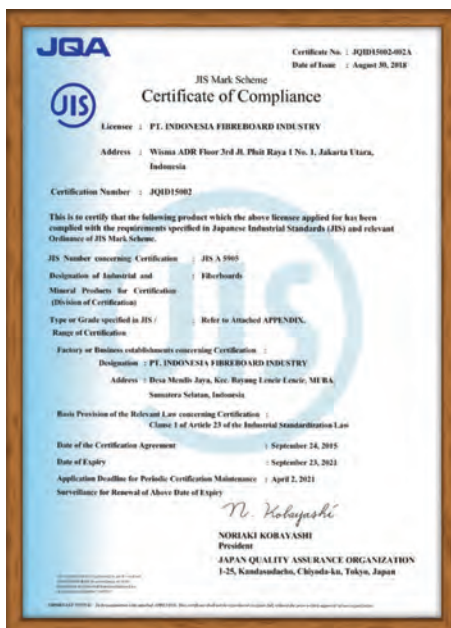 JQA
Certificate No. : JQID15002-002A
Date of Issue : August 30, 2018
JIS Mark Scheme
JIS
Certificate of Compliance
Licensee : PT. INDONESIA FIBREBOARD INDUSTRY
Address : Wisma ADR Floor 3rd Jl. Pluit Raya 1 No. 1, Jakarta Utara,
Indonesia
Certification Number : JQID15002
This is to certify that the following product which the above licensee applied for has been
complied with the requirements specified in Japanese Industrial Standards (JIS) and relevant
Ordinance of JIS Mark Scheme.
JIS Number concerning Certification : JIS A 5905
Designation of Industrial and : Fiberboards
Mineral Products for Certification
(Division of Certification)
Type or Grade specified in JIS / : Refer to Attached APPENDIX.
Range of Certification
Factory or Business establishments concerning Certification :
Designation : PT. INDONESIA FIBREBOARD INDUSTRY
Address : Desa Mendis Jaya, Kec. Bayung Lencir Lencir, MUBA
Sumatera Selatan, Indonesia
Basis Provision of the Relevant Law concerning Certification :
Clause 1 of Article 23 of the Industrial Standardization Law
Date of the Certification Agreement : September 24, 2015
Date of Expiry : September 23, 2021
Application Deadline for Periodic Certification Maintenance : April 2, 2021
Surveillance for Renewal of Above Date of Expiry
N. Kobayashi
NORIAKI KOBAYASHI
President
JAPAN QUALITY ASSURANCE ORGANIZATION
1-25, Kandasudacho, Chiyoda-ku, Tokyo, Japan
JIS